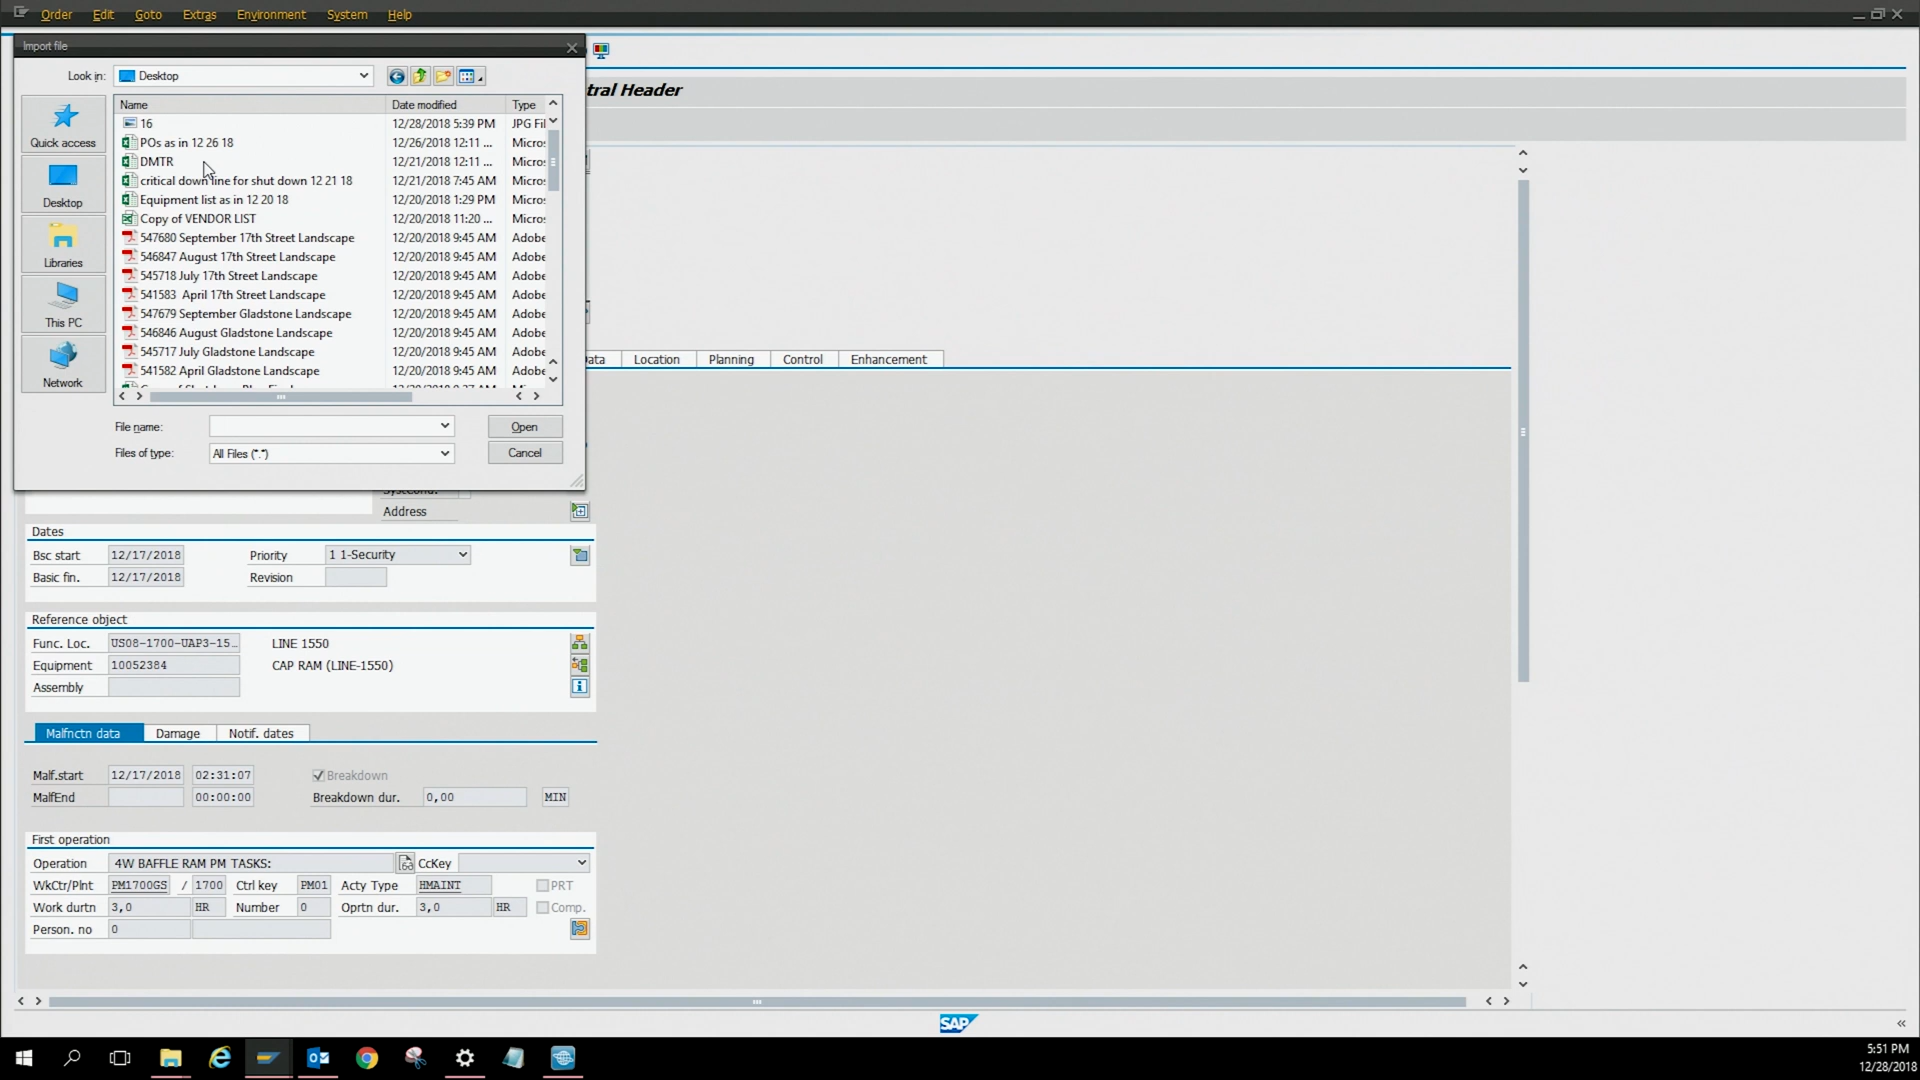 Order Edit Goto Extras Environment System Help
Import file
Look in: Desktop
tral Header
Name Date modified Type
16 12/28/2018 5:39 PM JPG Fil
POs as in 12 26 18 12/26/2018 12:11 ... Micros
DMTR 12/21/2018 12:11 ... Micros
critical down line for shut down 12 21 18 12/21/2018 7:45 AM Micros
Equipment list as in 12 20 18 12/20/2018 1:29 PM Micros
Copy of VENDOR LIST 12/20/2018 11:20 ... Micros
547680 September 17th Street Landscape 12/20/2018 9:45 AM Adobe
546847 August 17th Street Landscape 12/20/2018 9:45 AM Adobe
545718 July 17th Street Landscape 12/20/2018 9:45 AM Adobe
541583 April 17th Street Landscape 12/20/2018 9:45 AM Adobe
547679 September Gladstone Landscape 12/20/2018 9:45 AM Adobe
546846 August Gladstone Landscape 12/20/2018 9:45 AM Adobe
545717 July Gladstone Landscape 12/20/2018 9:45 AM Adobe
541582 April Gladstone Landscape 12/20/2018 9:45 AM Adobe
Quick access
Desktop
Libraries
This PC
Network
File name: Open
Files of type: All Files (*.*) Cancel
ata Location Planning Control Enhancement
Address
Dates
Bsc start 12/17/2018 Priority 1 1-Security
Basic fin. 12/17/2018 Revision
Reference object
Func. Loc. US08-1700-UAP3-15... LINE 1550
Equipment 10052384 CAP RAM (LINE-1550)
Assembly
Malfnctn data Damage Notif. dates
Malf.start 12/17/2018 02:31:07 Breakdown
MalfEnd 00:00:00 Breakdown dur. 0,00 MIN
First operation
Operation 4W BAFFLE RAM PM TASKS: CcKey
WkCtr/Plnt PM1700GS / 1700 Ctrl key PM01 Acty Type HMAINT PRT
Work durtn 3,0 HR Number 0 Oprtn dur. 3,0 HR Comp.
Person. no 0
SAP
5:51 PM
12/28/2018